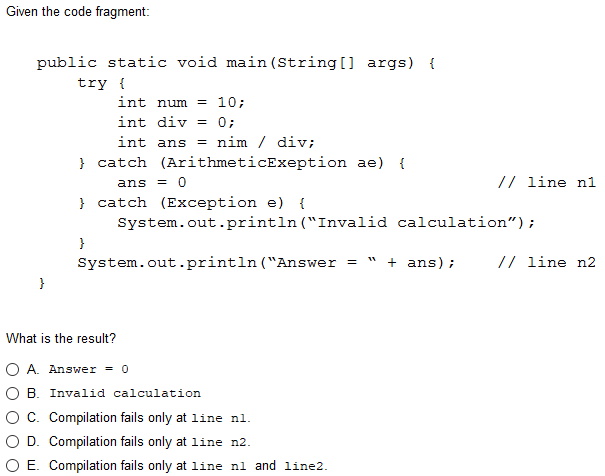 Given the code fragment:
public static void main(String[] args) {
try {
int num = 10;
int div = 0;
int ans = nim / div;
} catch (ArithmeticExeption ae) {
ans = 0 // line n1
} catch (Exception e) {
System.out.println(“Invalid calculation”);
}
System.out.println(“Answer = “ + ans); // line n2
}
What is the result?
A. Answer = 0
B. Invalid calculation
C. Compilation fails only at line n1.
D. Compilation fails only at line n2.
E. Compilation fails only at line n1 and line2.